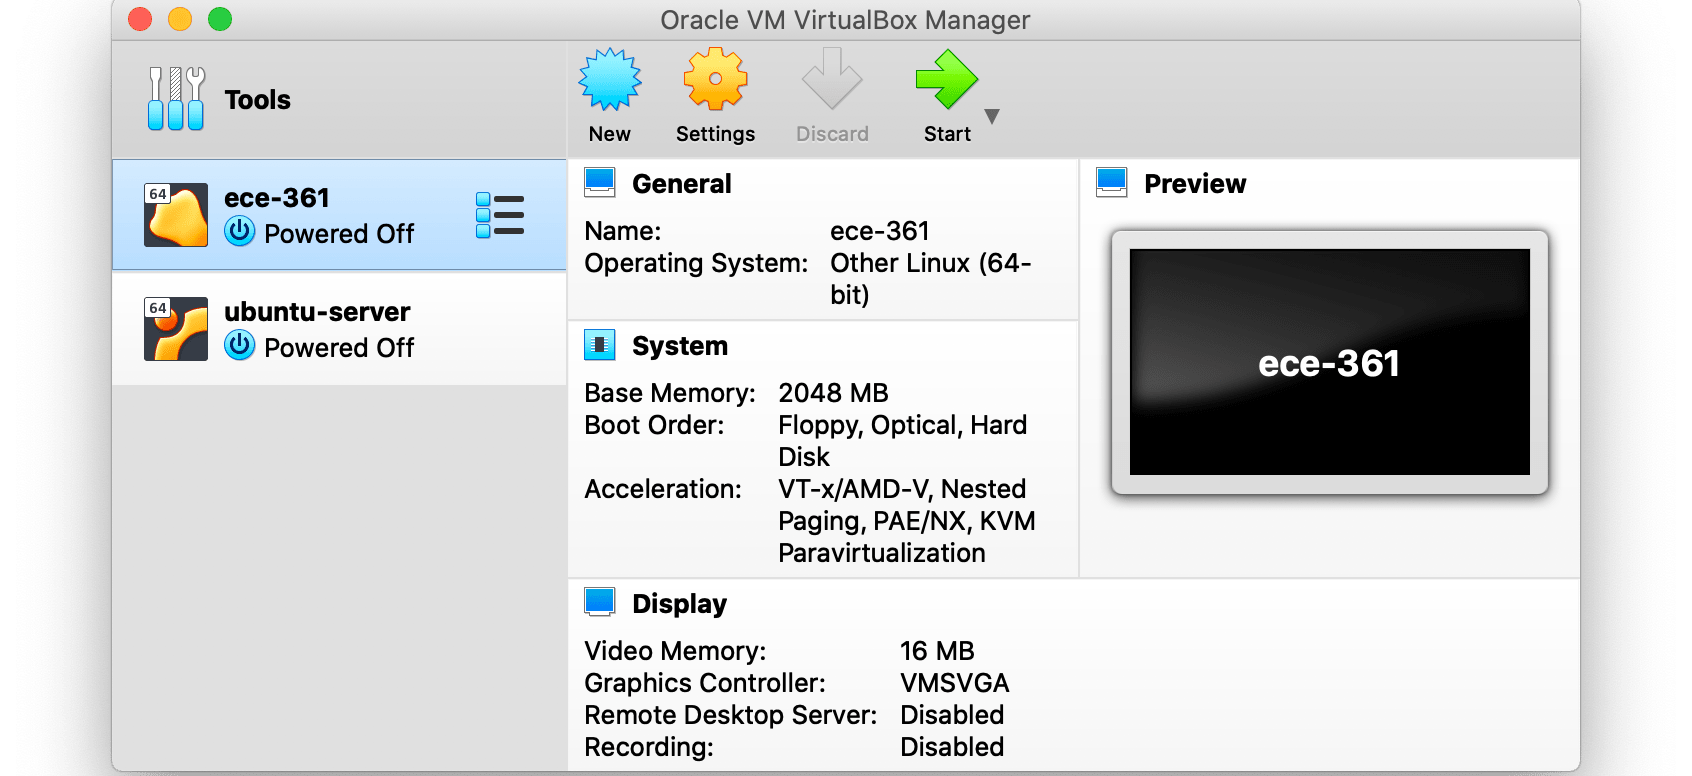 Oracle VM VirtualBox Manager
Tools
New
Settings
Discard
Start
64
ece-361
Powered Off
64
ubuntu-server
Powered Off
General
Name: ece-361
Operating System: Other Linux (64-
bit)
System
Base Memory: 2048 MB
Boot Order: Floppy, Optical, Hard
Disk
Acceleration: VT-x/AMD-V, Nested
Paging, PAE/NX, KVM
Paravirtualization
Preview
ece-361
Display
Video Memory: 16 MB
Graphics Controller: VMSVGA
Remote Desktop Server: Disabled
Recording: Disabled